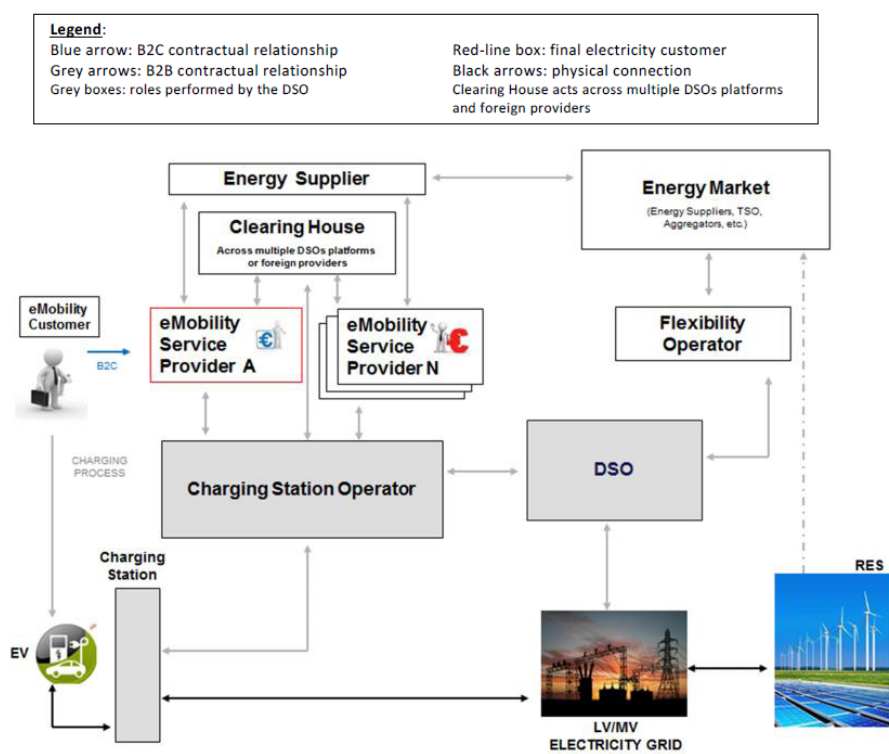 Legend:
Blue arrow: B2C contractual relationship
Grey arrows: B2B contractual relationship
Grey boxes: roles performed by the DSO
Red-line box: final electricity customer
Black arrows: physical connection
Clearing House acts across multiple DSOs platforms
and foreign providers
Energy Supplier
Energy Market
(Energy Suppliers, TSO,
Aggregators, etc.)
Clearing House
Across multiple DSOs platforms
or foreign providers
eMobility
Customer
B2C
eMobility
Service
Provider A
eMobility
Service
Provider N
Flexibility
Operator
CHARGING
PROCESS
Charging Station Operator
DSO
Charging
Station
RES
EV
LV/MV
ELECTRICITY GRID